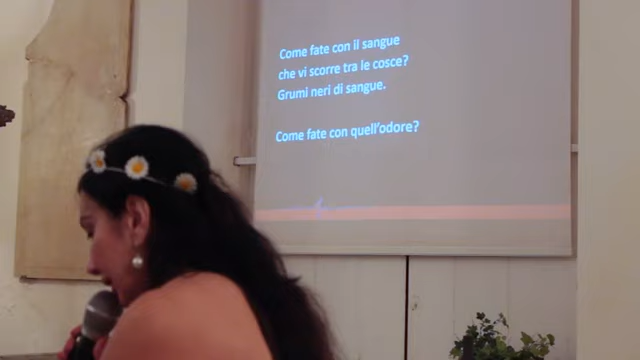 Come fate con il sangue
che vi scorre tra le cosce?
Grumi neri di sangue.
Come fate con quell'odore?